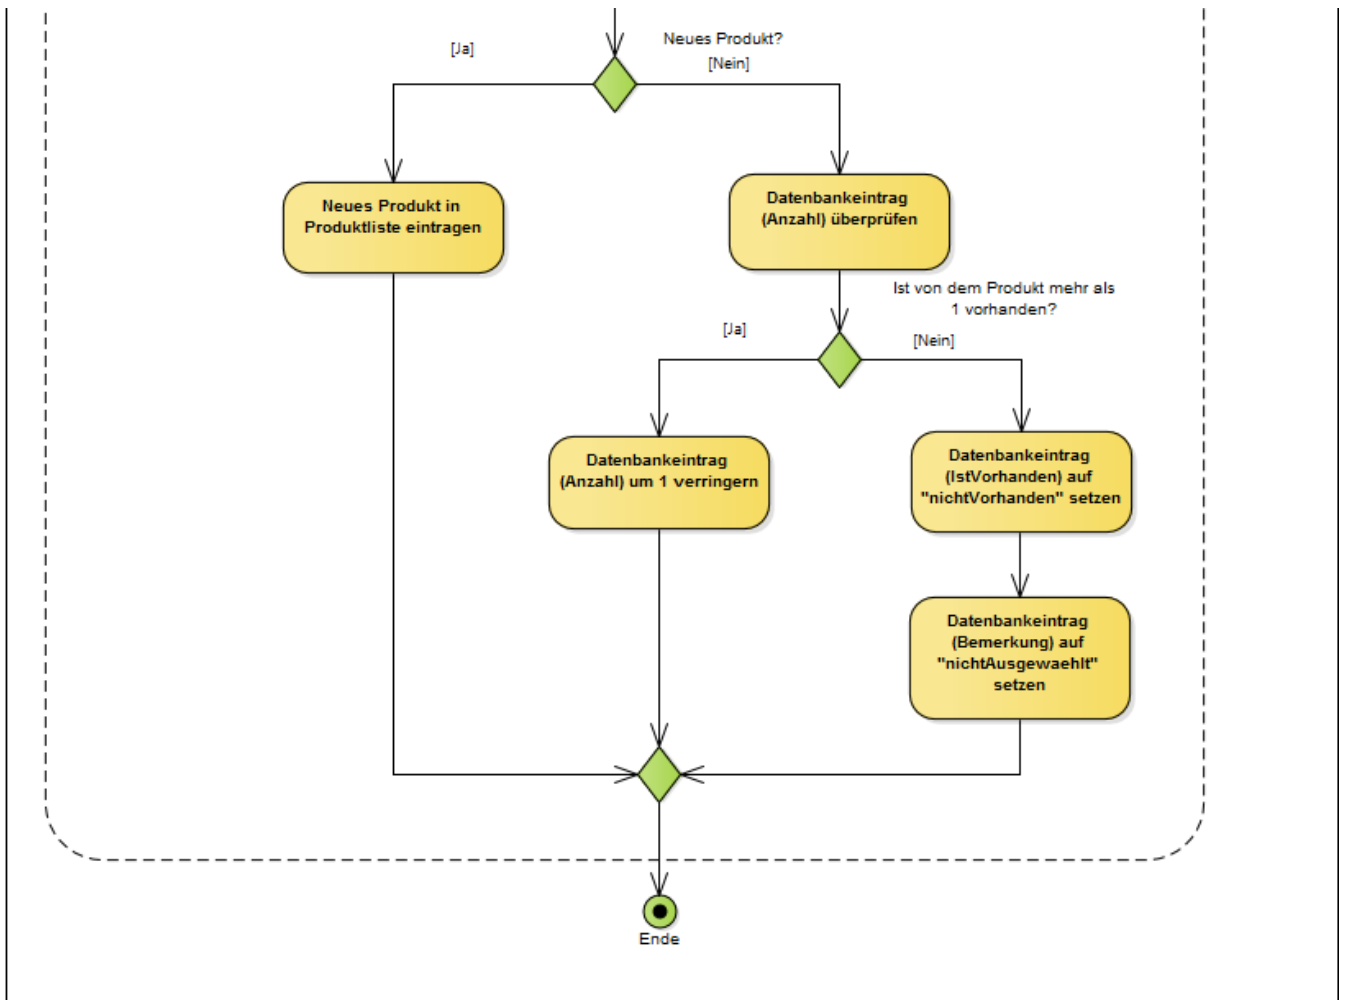 Neues Produkt?
[Ja]
[Nein]
Neues Produkt in
Produktliste eintragen
Datenbankeintrag
(Anzahl) überprüfen
Ist von dem Produkt mehr als
1 vorhanden?
[Ja]
[Nein]
Datenbankeintrag
(Anzahl) um 1 verringern
Datenbankeintrag
(IstVorhanden) auf
"nichtVorhanden" setzen
Datenbankeintrag
(Bemerkung) auf
"nichtAusgewaehlt"
setzen
Ende